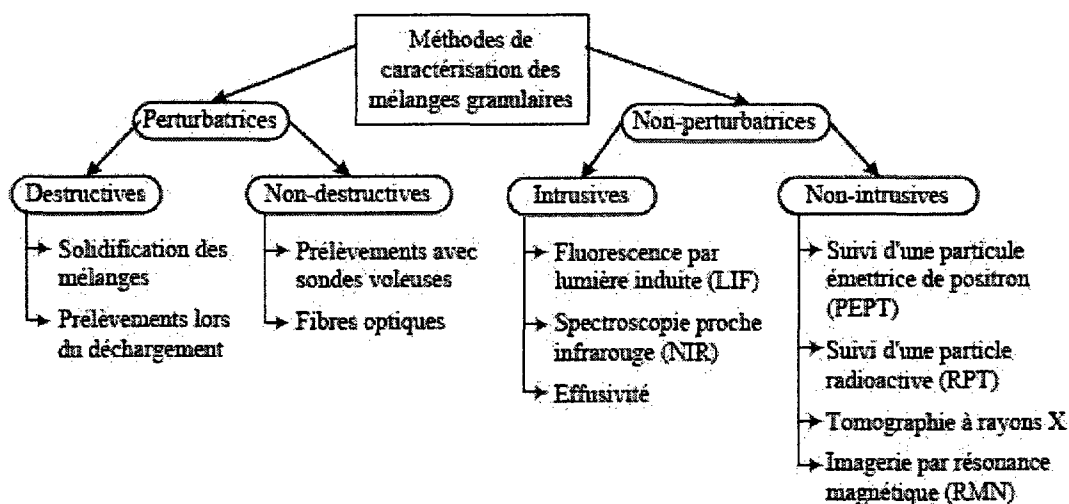 Méthodes de
caractérisation des
mélanges granulaires
Perturbatrices
Non-perturbatrices
Destructives
Non-destructives
Intrusives
Non-intrusives
Solidification des
mélanges
Prélèvements lors
du déchargement
Prélèvements avec
sondes voleuses
Fibres optiques
Fluorescence par
lumière induite (LIF)
Spectroscopie proche
infrarouge (NIR)
Effusivité
Suivi d'une particule
émettrice de positron
(PEPT)
Suivi d'une particle
radioactive (RPT)
Tomographie à rayons X
Imagerie par résonance
magnétique (RMN)